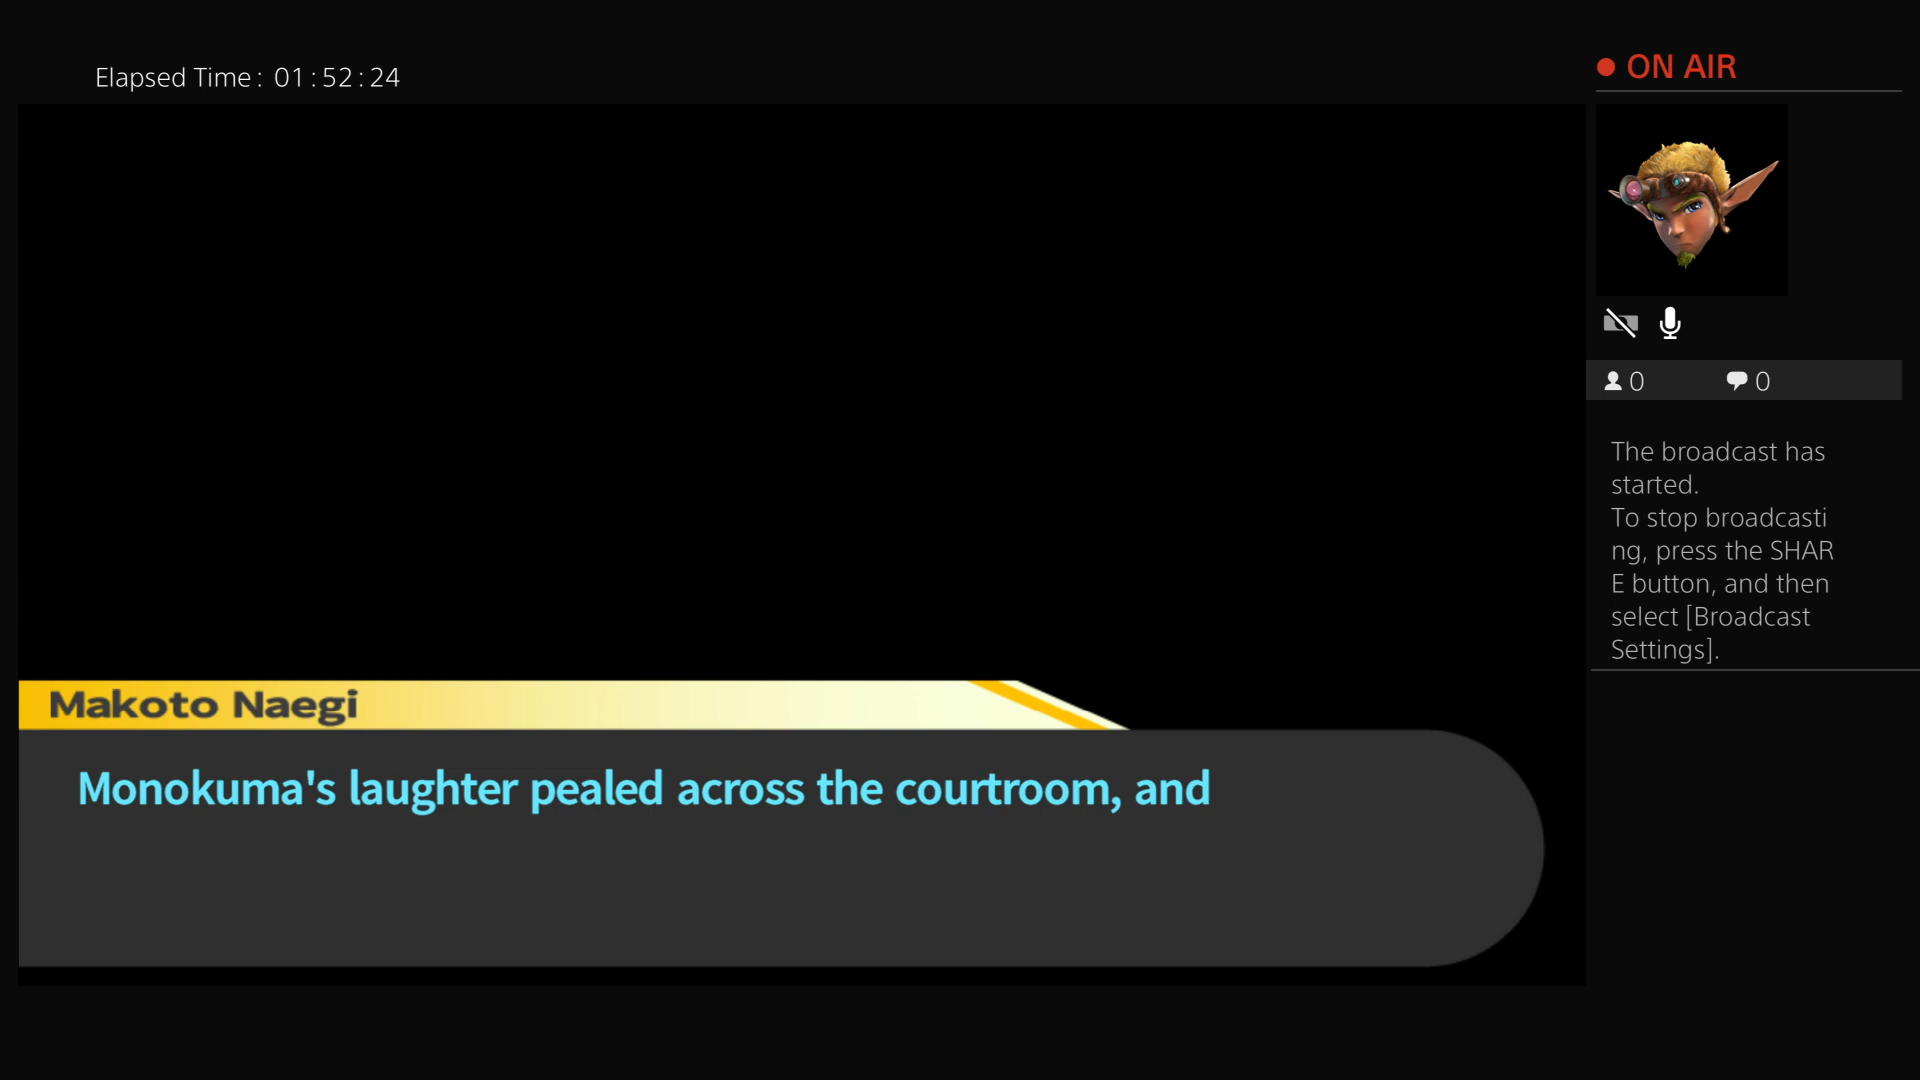 Elapsed Time: 01:52:24
ON AIR
0 0
The broadcast has
started.
To stop broadcasti
ng, press the SHAR
E button, and then
select [Broadcast
Settings].
Makoto Naegi
Monokuma's laughter pealed across the courtroom, and